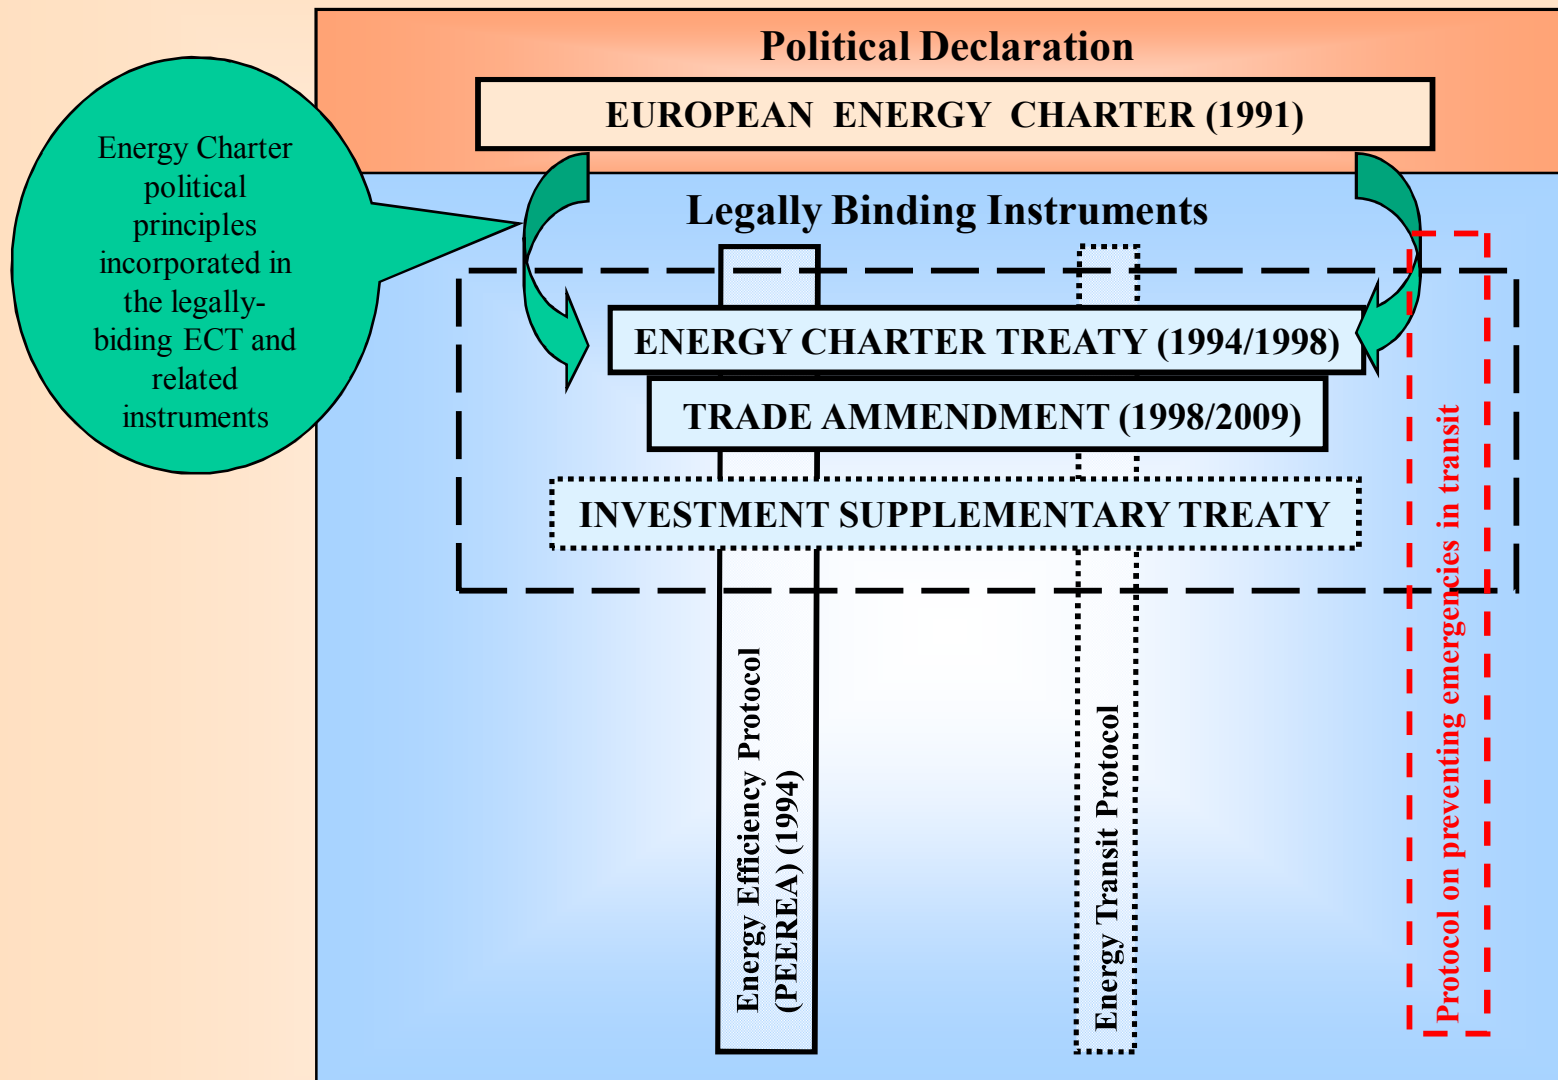 Political Declaration
EUROPEAN ENERGY CHARTER (1991)
Energy Charter
political
principles
incorporated in
the legally-
biding ECT and
related
instruments
Legally Binding Instruments
ENERGY CHARTER TREATY (1994/1998)
TRADE AMMENDMENT (1998/2009)
INVESTMENT SUPPLEMENTARY TREATY
Energy Efficiency Protocol
(PEEREA) (1994)
Energy Transit Protocol
Protocol on preventing emergencies in transit